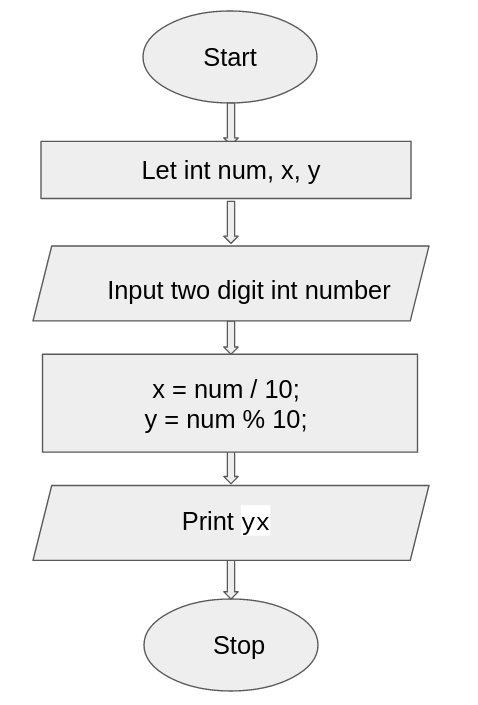 Start
Let int num, x, y
Input two digit int number
x = num / 10;
y = num % 10;
Print yx
Stop